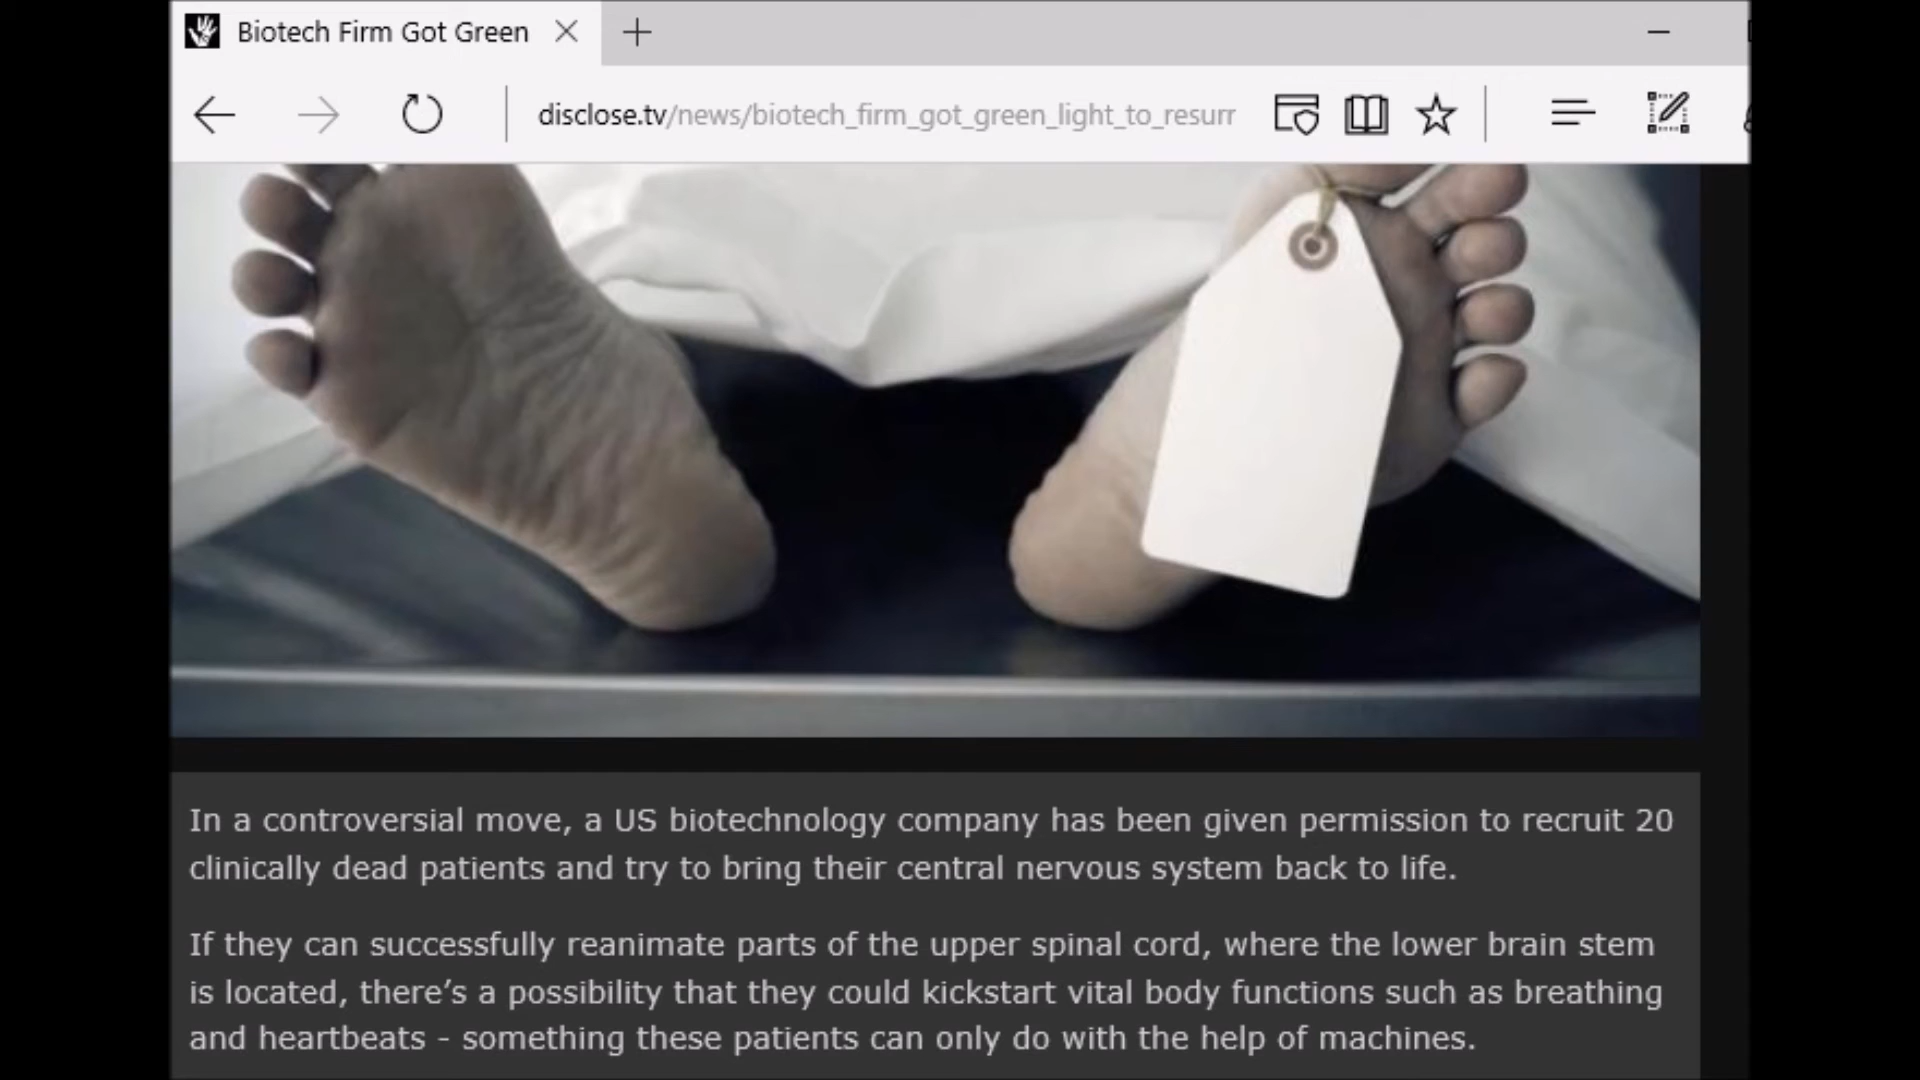 Biotech Firm Got Green
disclose.tv/news/biotech_firm_got_green_light_to_resurr
In a controversial move, a US biotechnology company has been given permission to recruit 20
clinically dead patients and try to bring their central nervous system back to life.
If they can successfully reanimate parts of the upper spinal cord, where the lower brain stem
is located, there’s a possibility that they could kickstart vital body functions such as breathing
and heartbeats - something these patients can only do with the help of machines.